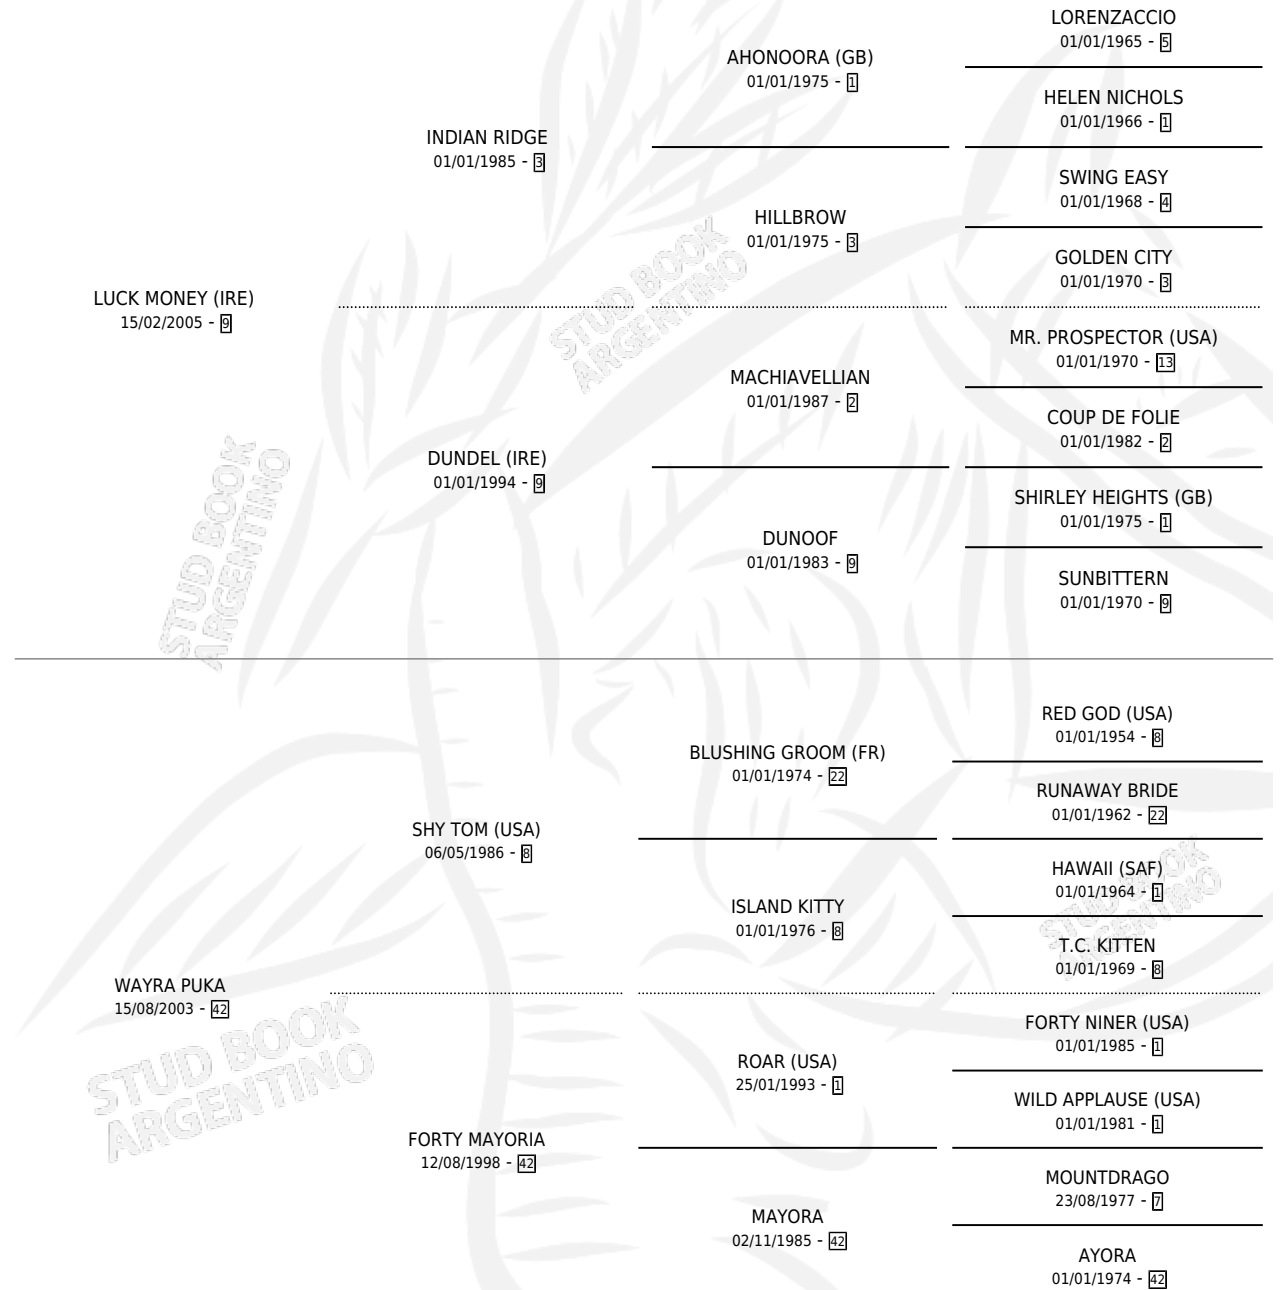 LORENZACCIO
01/01/1965 - 5
AHONOORA (GB)
01/01/1975 - 1
HELEN NICHOLS
01/01/1966 - 1
INDIAN RIDGE
01/01/1985 - 3
SWING EASY
01/01/1968 - 4
HILLBROW
01/01/1975 - 3
GOLDEN CITY
01/01/1970 - 3
LUCK MONEY (IRE)
15/02/2005 - 9
MR. PROSPECTOR (USA)
01/01/1970 - 13
MACHIAVELLIAN
01/01/1987 - 2
COUP DE FOLIE
01/01/1982 - 2
DUNDEL (IRE)
01/01/1994 - 9
SHIRLEY HEIGHTS (GB)
01/01/1975 - 1
DUNOOF
01/01/1983 - 9
SUNBITTERN
01/01/1970 - 9
RED GOD (USA)
01/01/1954 - 8
BLUSHING GROOM (FR)
01/01/1974 - 22
RUNAWAY BRIDE
01/01/1962 - 22
SHY TOM (USA)
06/05/1986 - 8
HAWAII (SAF)
01/01/1964 - 1
ISLAND KITTY
01/01/1976 - 8
T.C. KITTEN
01/01/1969 - 8
WAYRA PUKA
15/08/2003 - 42
FORTY NINER (USA)
01/01/1985 - 1
ROAR (USA)
25/01/1993 - 1
WILD APPLAUSE (USA)
01/01/1981 - 1
FORTY MAYORIA
12/08/1998 - 42
MOUNTDRAGO
23/08/1977 - 7
MAYORA
02/11/1985 - 42
AYORA
01/01/1974 - 42
STUD BOOK
ARGENTINO
STUD BOOK
ARGENTINO
STUD BOOK
ARGENTINO
STUD BOOK
ARGENTINO